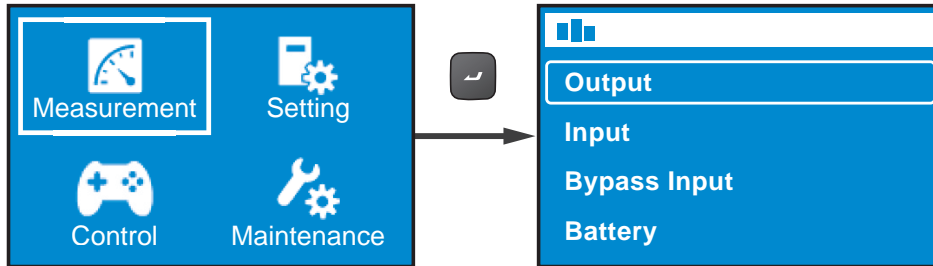 Measurement
Setting
Control
Maintenance
Output
Input
Bypass Input
Battery